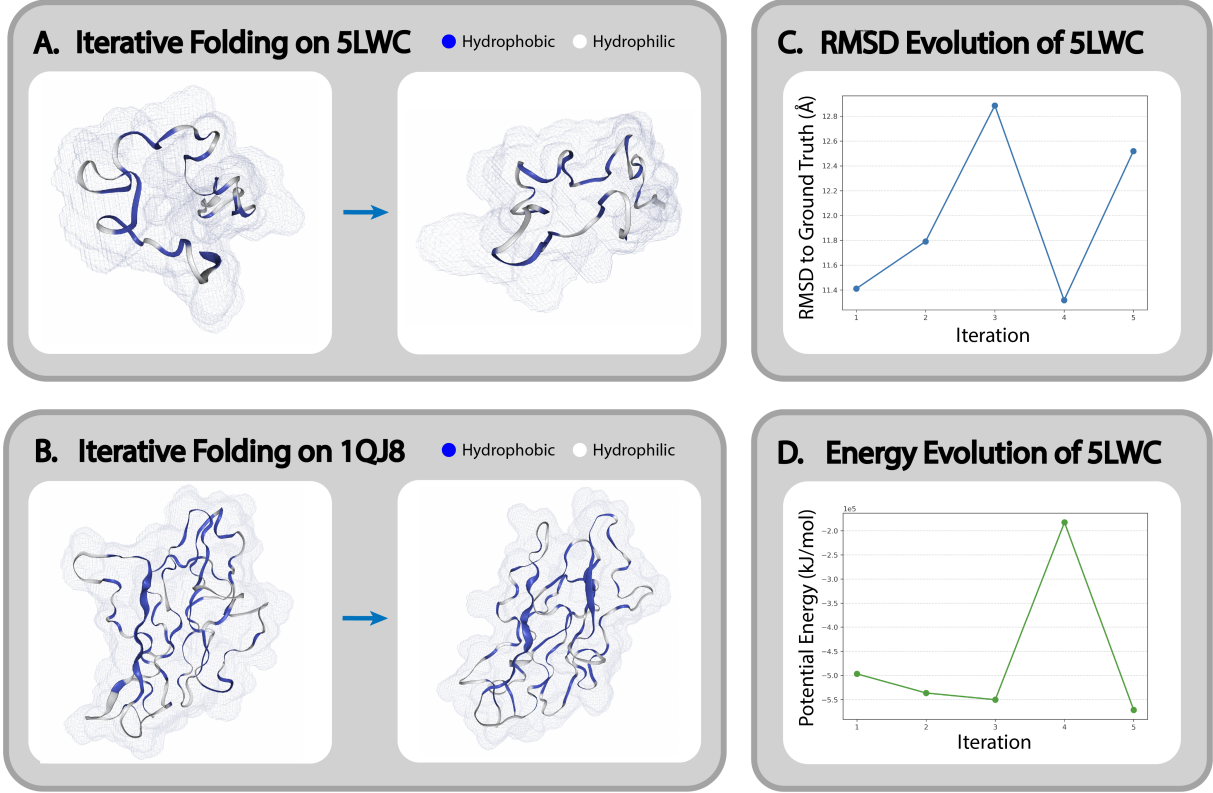 A. Iterative Folding on 5LWC
Hydrophobic
Hydrophilic
C. RMSD Evolution of 5LWC
RMSD to Ground Truth (Å)
12.8
12.6
12.4
12.2
12.0
11.8
11.6
11.4
1 2 3 4 5
Iteration
B. Iterative Folding on 1QJ8
Hydrophobic
Hydrophilic
D. Energy Evolution of 5LWC
Potential Energy (kJ/mol)
1e5
−2.0
−2.5
−3.0
−3.5
−4.0
−4.5
−5.0
−5.5
1 2 3 4 5
Iteration